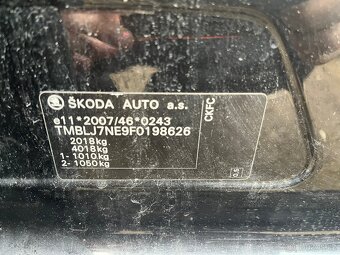 ŠKODA AUTO a.s.
e11*2007/46*0243
TMBLJ7NE9F0198626
2018kg
4018kg
1- 1010kg
2- 1050kg
CKFC